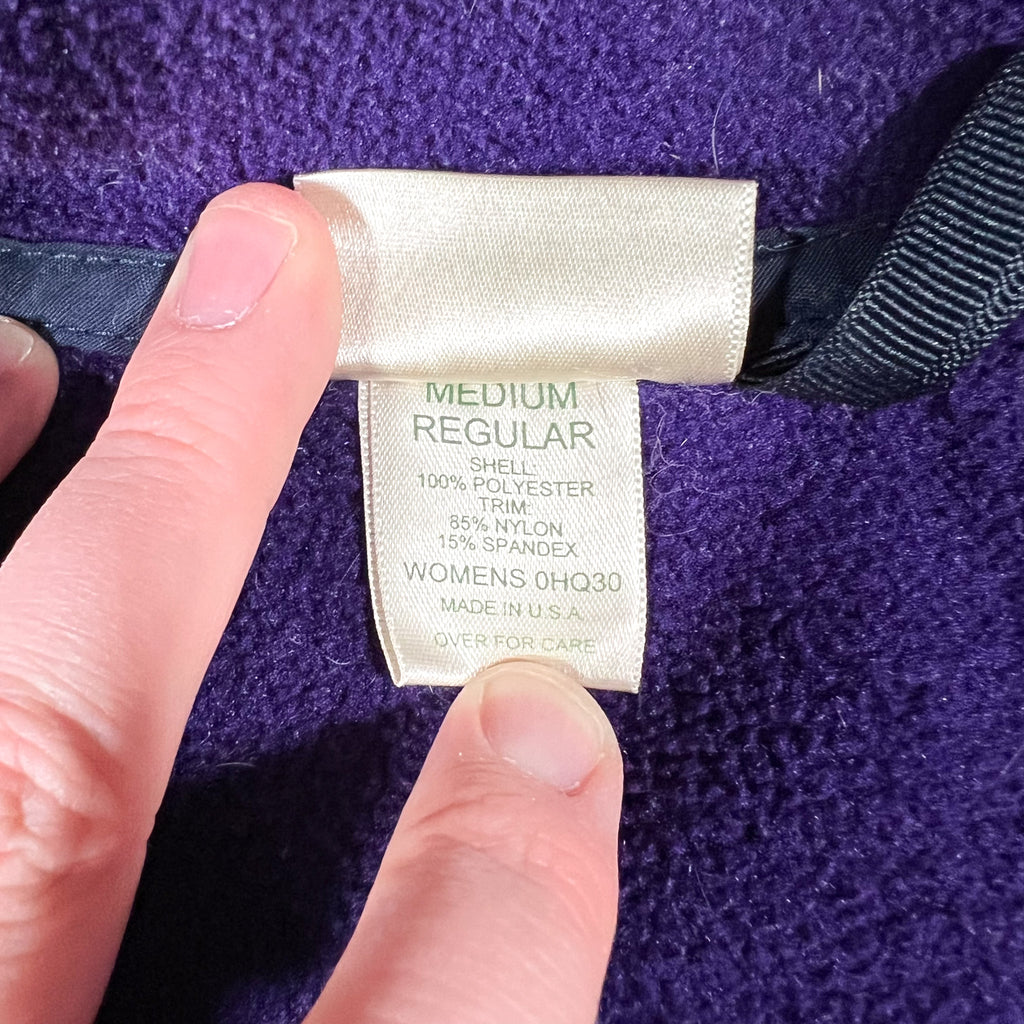 MEDIUM
REGULAR
SHELL:
100% POLYESTER
TRIM:
85% NYLON
15% SPANDEX
WOMENS 0HQ30
MADE IN U.S.A.
OVER FOR CARE